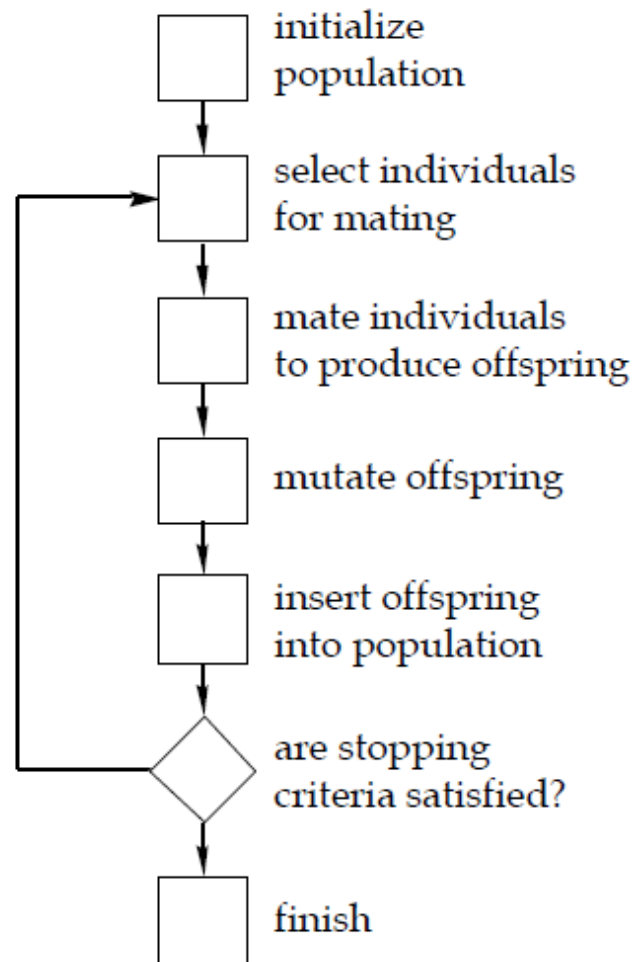 initialize
population
select individuals
for mating
mate individuals
to produce offspring
mutate offspring
insert offspring
into population
are stopping
criteria satisfied?
finish